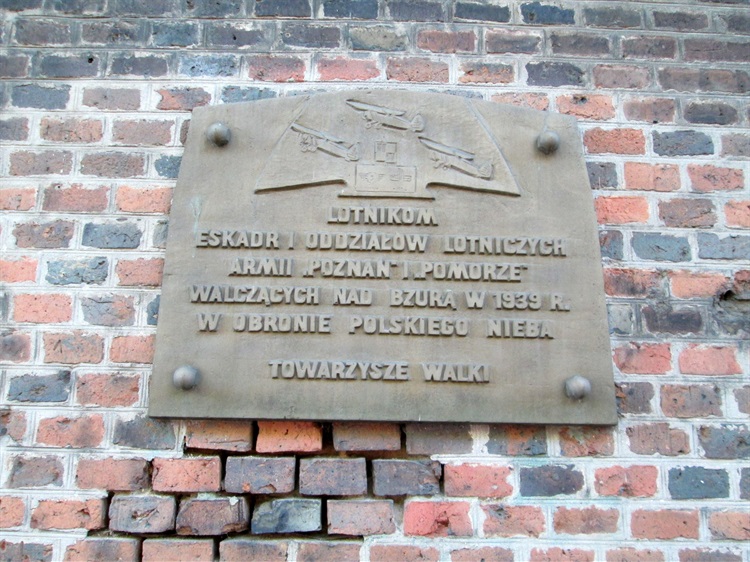 LOTNIKOM
ESKADR I ODDZIAŁÓW LOTNICZYCH
ARMII „POZNAŃ" I „POMORZE"
WALCZĄCYCH NAD BZURĄ W 1939 R.
W OBRONIE POLSKIEGO NIEBA
TOWARZYSZE WALKI